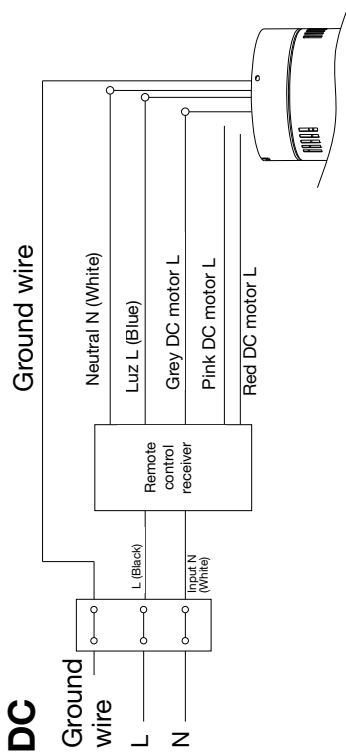 DC
Ground
wire
L
N
Ground wire
L (Black)
Input N
(White)
Remote
control
receiver
Neutral N (White)
Luz L (Blue)
Grey DC motor L
Pink DC motor L
Red DC motor L